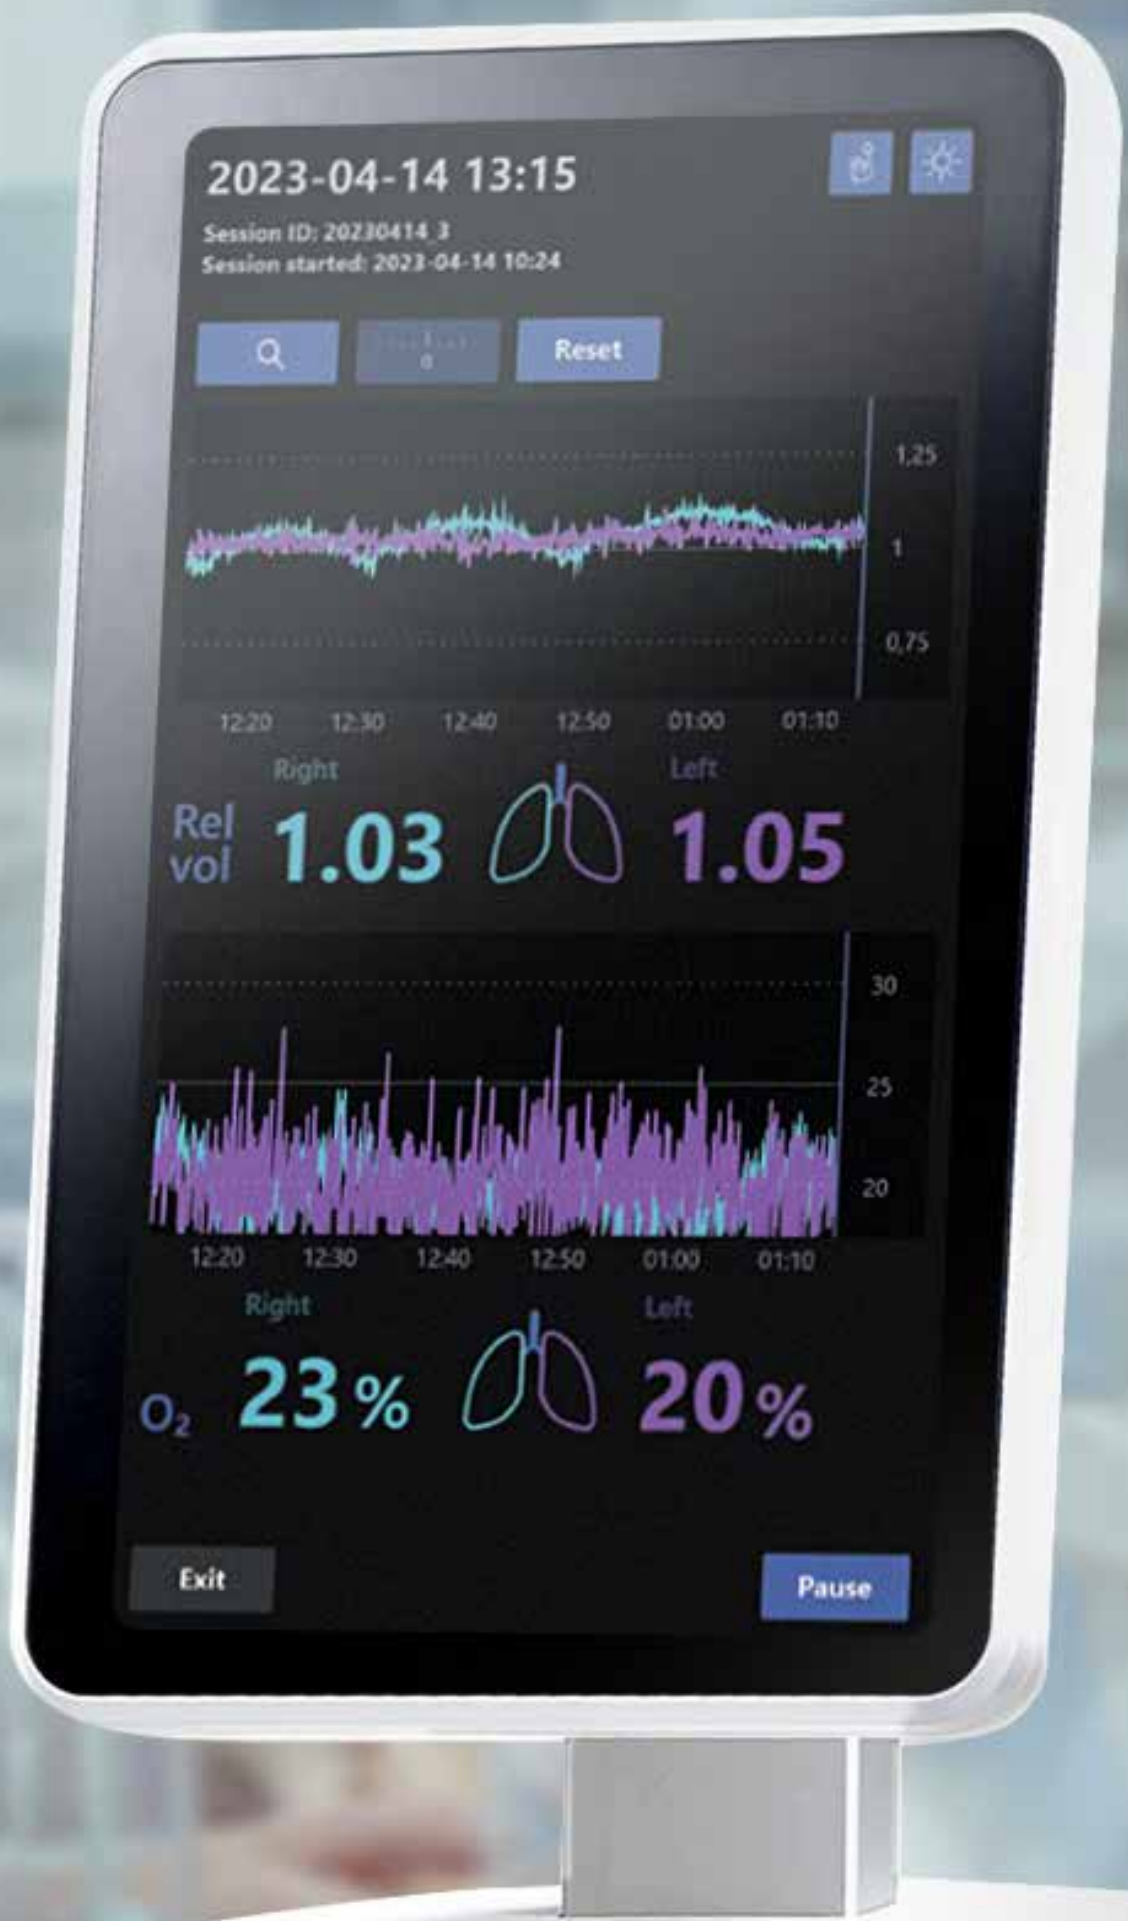 2023-04-14 13:15
Session ID: 20230414_3
Session started: 2023-04-14 10:24
0
Reset
1,25
1
0,75
12:20 12:30 12:40 12:50 01:00 01:10
Right Left
Rel vol 1.03 1.05
30
25
20
12:20 12:30 12:40 12:50 01:00 01:10
Right Left
O₂ 23 % 20 %
Exit Pause